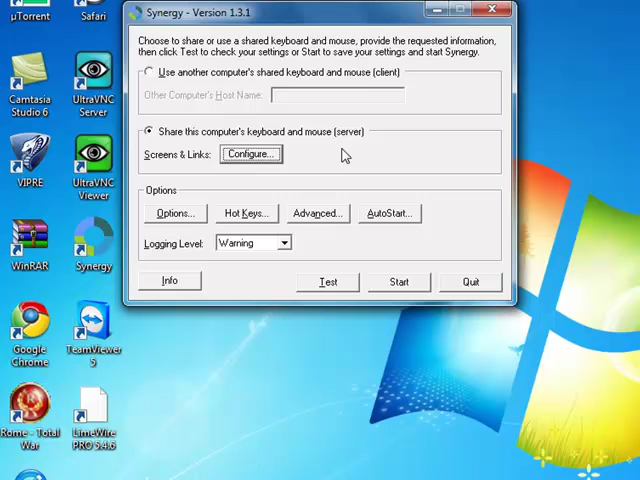 Synergy - Version 1.3.1
Choose to share or use a shared keyboard and mouse, provide the requested information,
then click Test to check your settings or Start to save your settings and start Synergy.
Use another computer's shared keyboard and mouse (client)
Other Computer's Host Name:
Share this computer's keyboard and mouse (server)
Screens & Links:
Configure...
Options
Options...
Hot Keys...
Advanced...
AutoStart...
Logging Level:
Warning
Info
Test
Start
Quit
µTorrent
Safari
Camtasia
Studio 6
UltraVNC
Server
VIPRE
UltraVNC
Viewer
WinRAR
Synergy
Google
Chrome
TeamViewer
5
Rome - Total
War
LimeWire
PRO 5.4.6